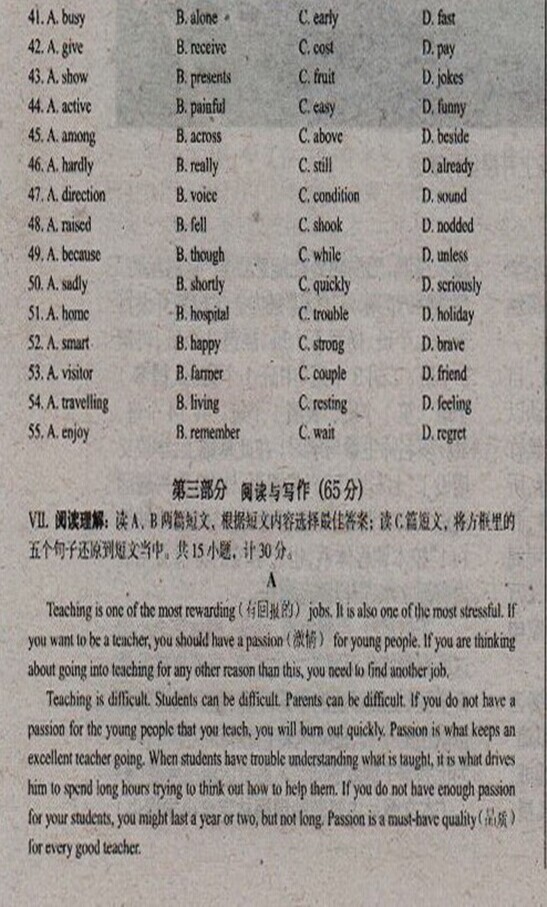 41. A. busy B. alone C. early D. fast
42. A. give B. receive C. cost D. pay
43. A. show B. presents C. fruit D. jokes
44. A. active B. painful C. easy D. funny
45. A. among B. across C. above D. beside
46. A. hardly B. really C. still D. already
47. A. direction B. voice C. condition D. sound
48. A. raised B. fell C. shook D. nodded
49. A. because B. though C. while D. unless
50. A. sadly B. shortly C. quickly D. seriously
51. A. home B. hospital C. trouble D. holiday
52. A. smart B. happy C. strong D. brave
53. A. visitor B. farmer C. couple D. friend
54. A. travelling B. living C. resting D. feeling
55. A. enjoy B. remember C. wait D. regret
第三部分 阅读与写作 (65分)
VII. 阅读理解：读A、B两篇短文，根据短文内容选择最佳答案；读C篇短文，将方框里的
五个句子还原到短文当中。共15小题，计30分。
A
Teaching is one of the most rewarding（有回报的）jobs. It is also one of the most stressful. If
you want to be a teacher, you should have a passion（激情） for young people. If you are thinking
about going into teaching for any other reason than this, you need to find another job.
Teaching is difficult. Students can be difficult. Parents can be difficult. If you do not have a
passion for the young people that you teach, you will burn out quickly. Passion is what keeps an
excellent teacher going. When students have trouble understanding what is taught, it is what drives
him to spend long hours trying to think out how to help them. If you do not have enough passion
for your students, you might last a year or two, but not long. Passion is a must-have quality（品质）
for every good teacher.